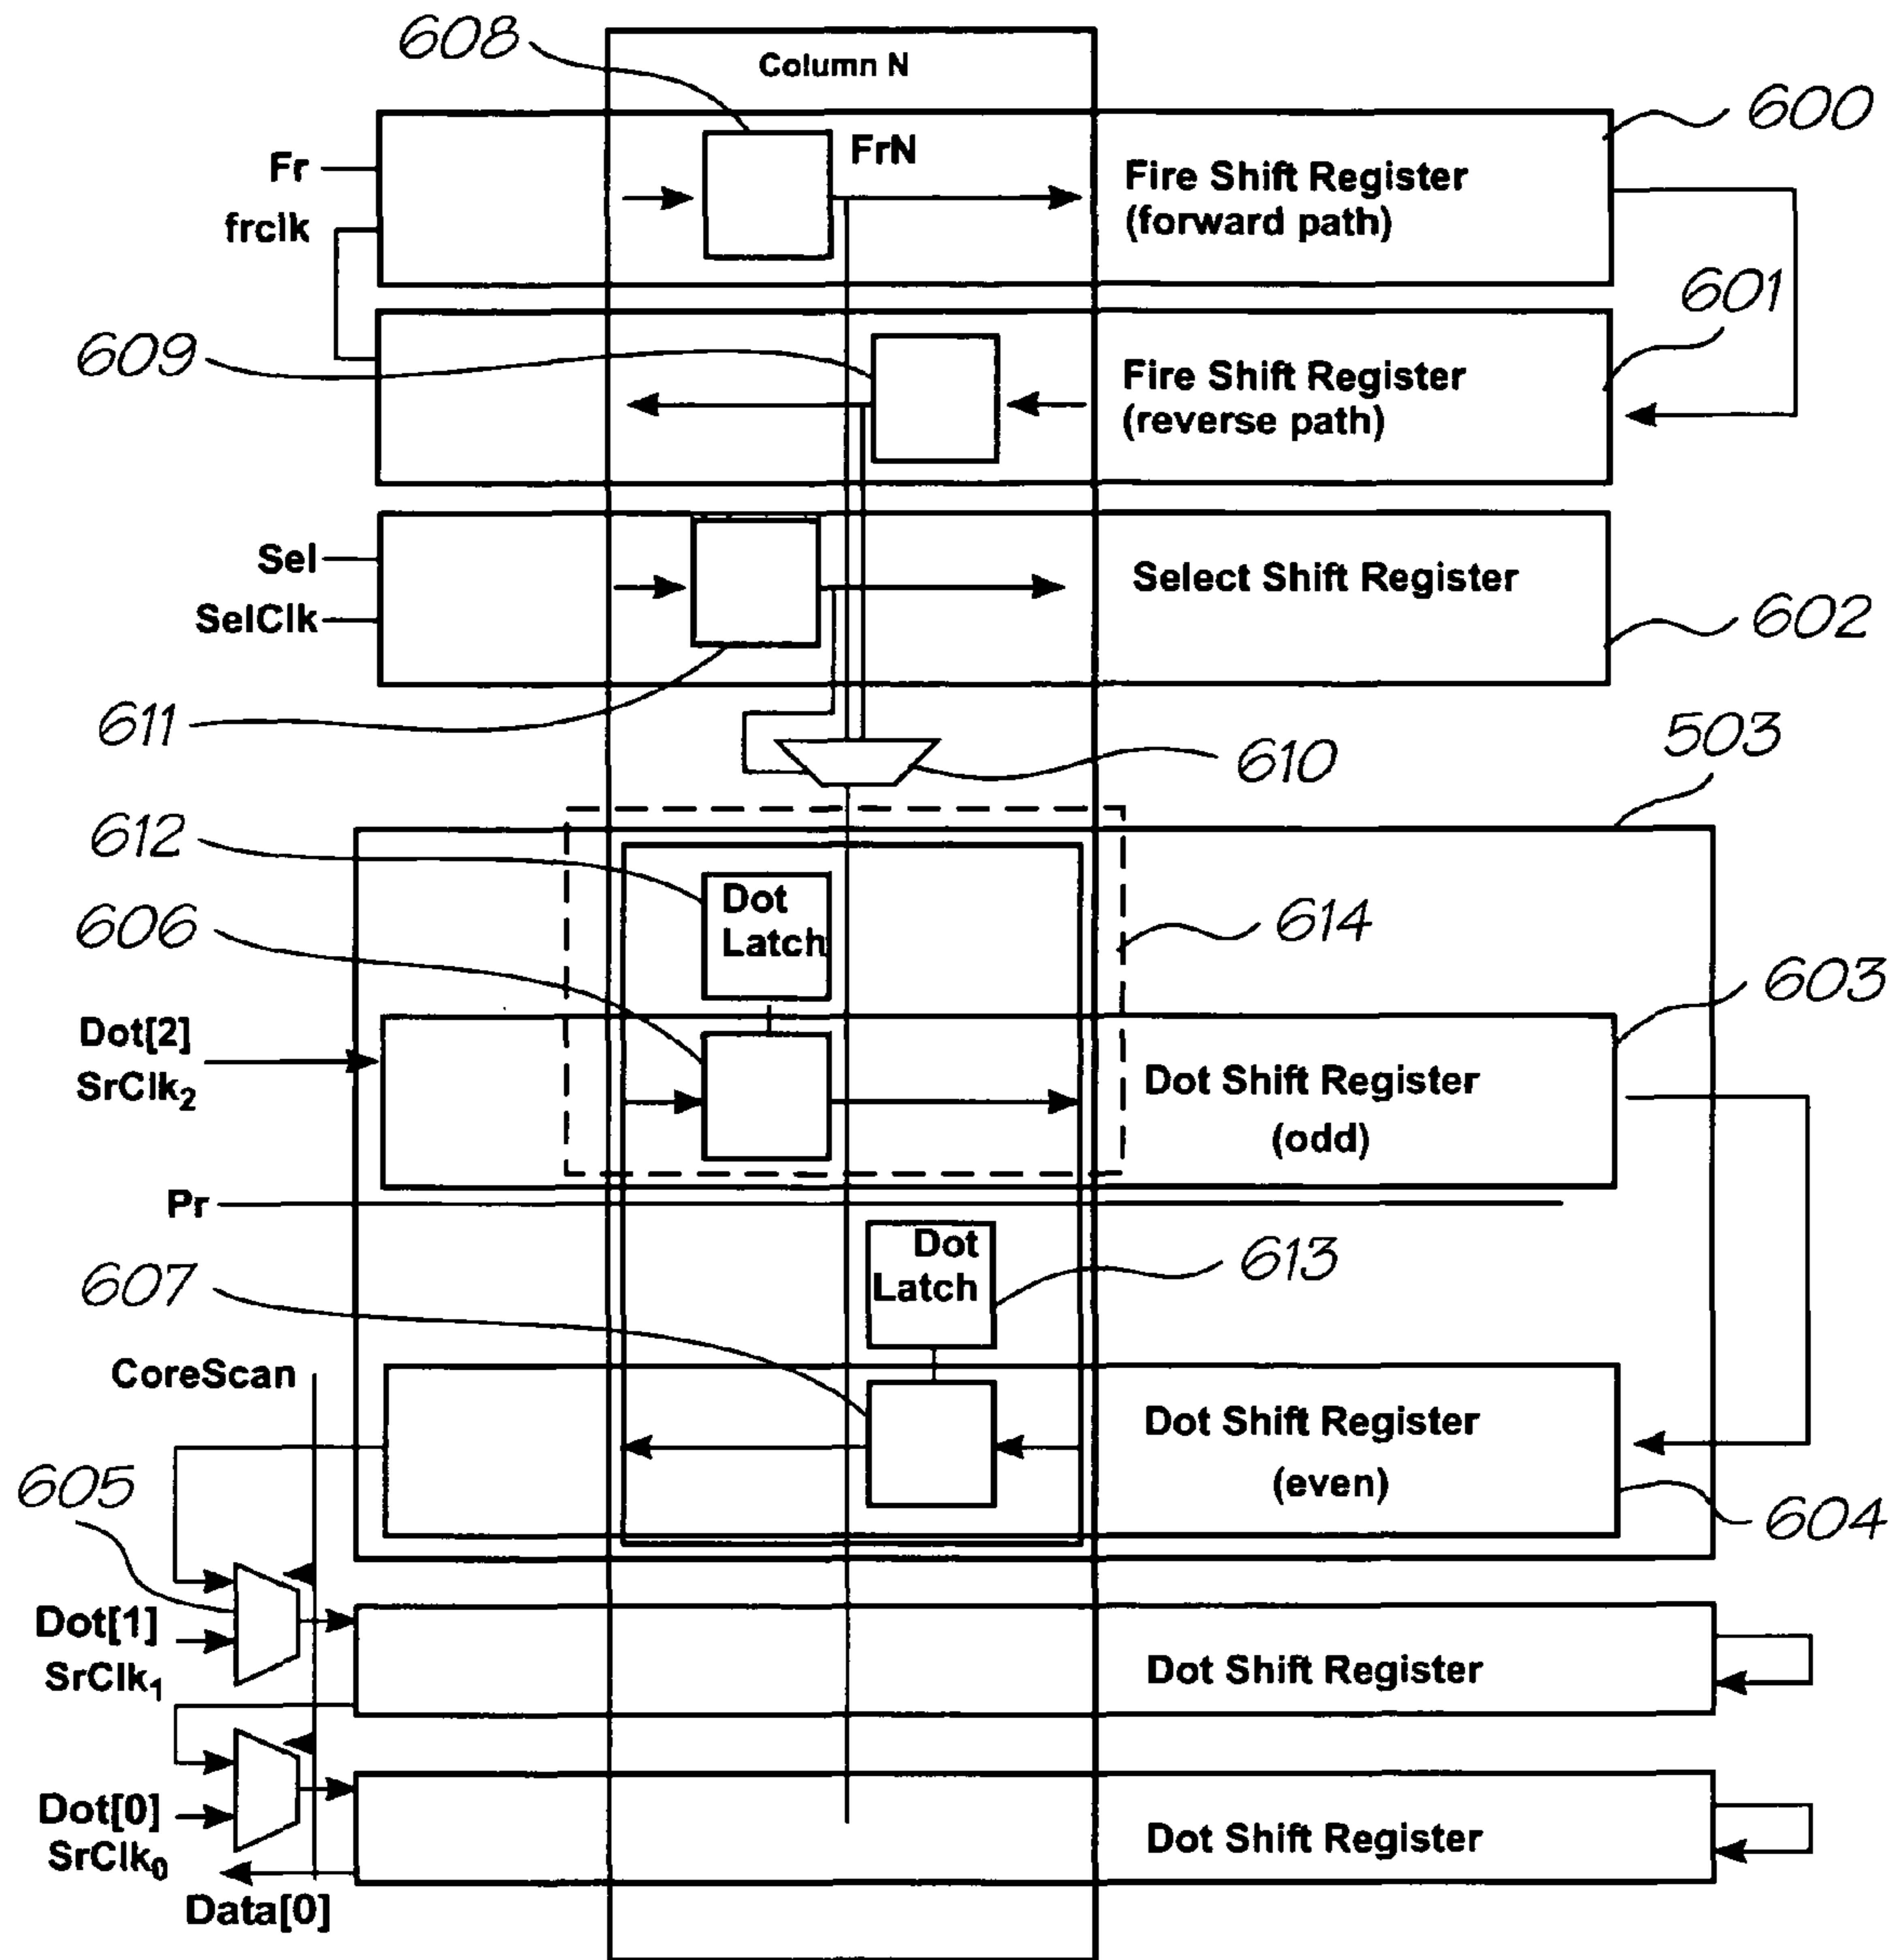 608
Column N
600
Fr
FrN
Fire Shift Register
(forward path)
frclk
601
609
Fire Shift Register
(reverse path)
Sel
Select Shift Register
SelClk
602
611
503
610
612
Dot
Latch
606
614
603
Dot[2]
SrClk2
Dot Shift Register
(odd)
Pr
Dot
Latch
613
607
CoreScan
Dot Shift Register
(even)
605
604
Dot[1]
SrClk1
Dot Shift Register
Dot[0]
SrClk0
Dot Shift Register
Data[0]